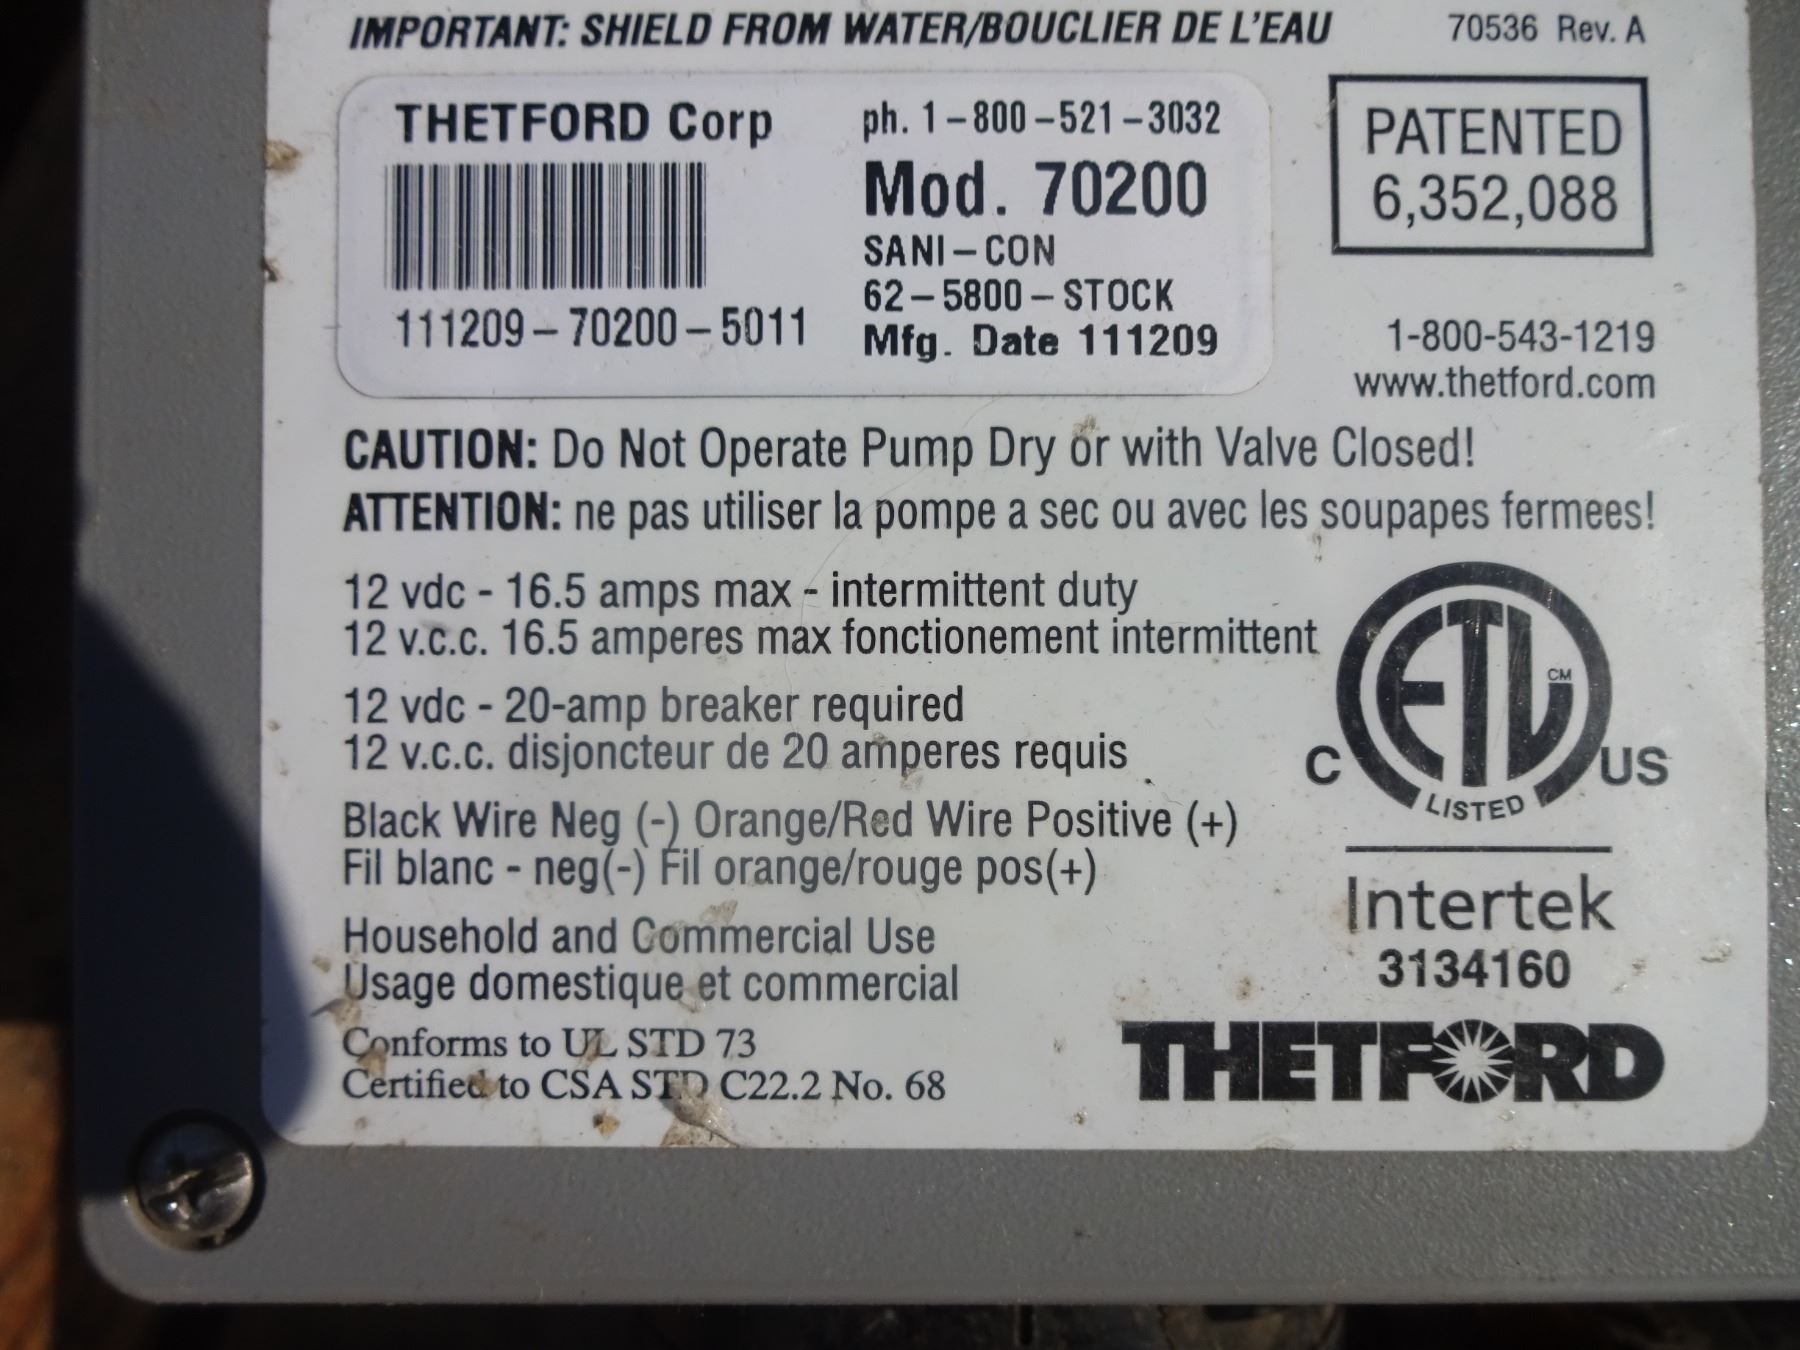 IMPORTANT: SHIELD FROM WATER/BOUCLIER DE L'EAU
70536 Rev. A
THETFORD Corp
111209-70200-5011
ph. 1-800-521-3032
Mod. 70200
SANI-CON
62-5800-STOCK
Mfg. Date 111209
PATENTED
6,352,088
1-800-543-1219
www.thetford.com
CAUTION: Do Not Operate Pump Dry or with Valve Closed!
ATTENTION: ne pas utiliser la pompe a sec ou avec les soupapes fermees!
12 vdc - 16.5 amps max - intermittent duty
12 v.c.c. 16.5 amperes max fonctionement intermittent
12 vdc - 20-amp breaker required
12 v.c.c. disjoncteur de 20 amperes requis
Black Wire Neg (-) Orange/Red Wire Positive (+)
Fil blanc - neg(-) Fil orange/rouge pos(+)
Household and Commercial Use
Usage domestique et commercial
Conforms to UL STD 73
Certified to CSA STD C22.2 No. 68
ETL CM
C US
LISTED
Intertek
3134160
THETFORD